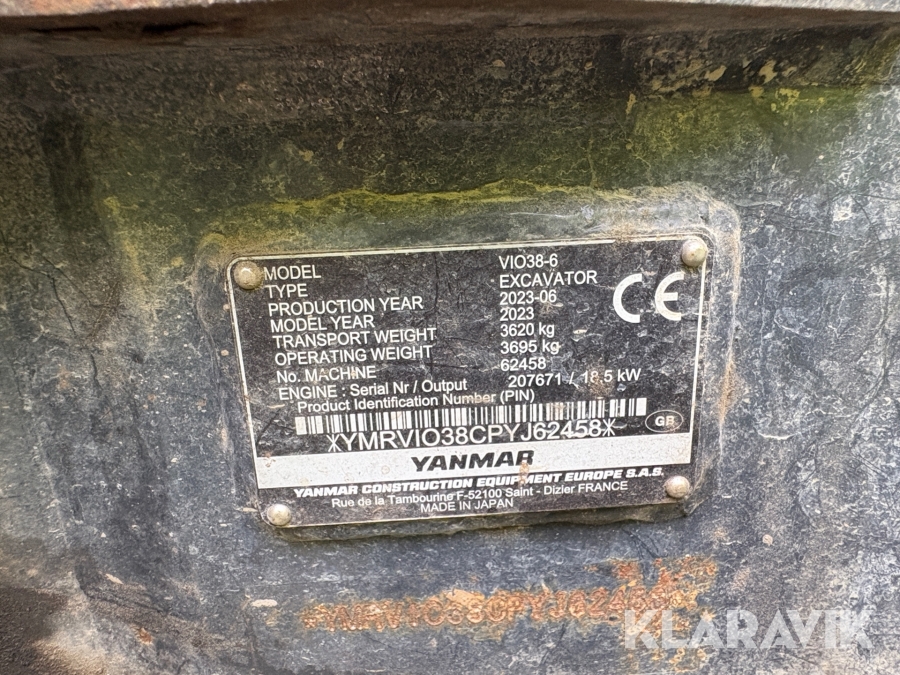 MODEL VIO38-6
TYPE EXCAVATOR
PRODUCTION YEAR 2023-06
MODEL YEAR 2023
TRANSPORT WEIGHT 3620 kg
OPERATING WEIGHT 3695 kg
No. MACHINE 62458
ENGINE : Serial Nr / Output 207671 / 18,5 kW
Product Identification Number (PIN)
CE
*YMRVIO38CPYJ62458*
GB
YANMAR
YANMAR CONSTRUCTION EQUIPMENT EUROPE S.A.S.
Rue de la Tambourine F-52100 Saint - Dizier FRANCE
MADE IN JAPAN
KLARAVIK